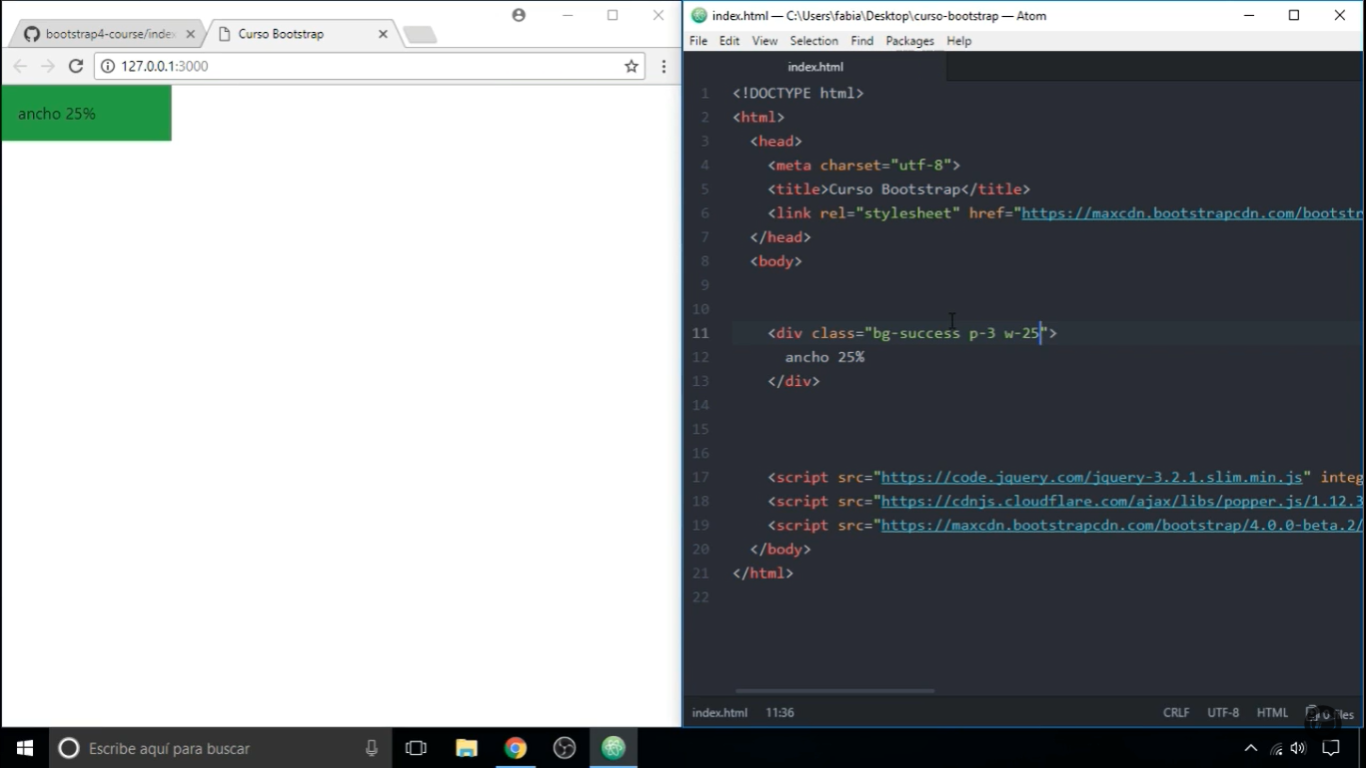 bootstrap4-course/index
Curso Bootstrap
127.0.0.1:3000
ancho 25%
index.html — C:\Users\fabia\Desktop\curso-bootstrap — Atom
File Edit View Selection Find Packages Help
index.html
1 <!DOCTYPE html>
2 <html>
3 <head>
4 <meta charset="utf-8">
5 <title>Curso Bootstrap</title>
6 <link rel="stylesheet" href="https://maxcdn.bootstrapcdn.com/bootstr
7 </head>
8 <body>
9
10
11 <div class="bg-success p-3 w-25">
12 ancho 25%
13 </div>
14
15
16
17 <script src="https://code.jquery.com/jquery-3.2.1.slim.min.js" integ
18 <script src="https://cdnjs.cloudflare.com/ajax/libs/popper.js/1.12.3
19 <script src="https://maxcdn.bootstrapcdn.com/bootstrap/4.0.0-beta.2/
20 </body>
21 </html>
22
index.html 11:36 CRLF UTF-8 HTML
Escribe aquí para buscar